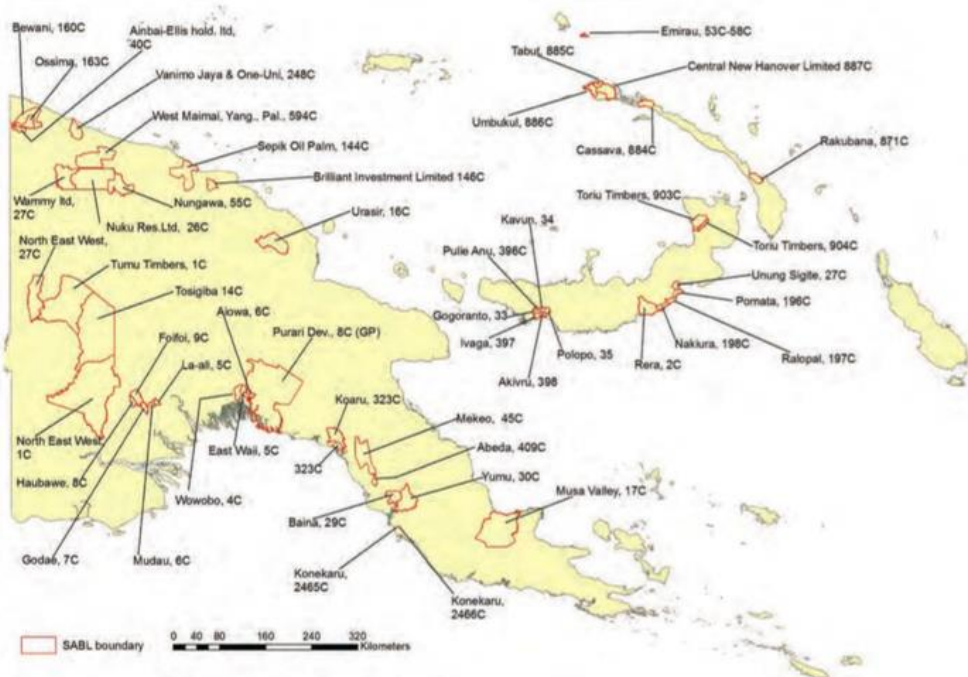 Bewani, 160C
Ossima, 163C
Ainbai-Ellis hold. ltd,
40C
Vanimo Jaya & One-Uni, 248C
West Maimai, Yang., Pal., 594C
Sepik Oil Palm, 144C
Brilliant Investment Limited 146C
Nungawa, 55C
Wammy ltd,
27C
Nuku Res.Ltd, 26C
Urasir, 16C
North East West,
27C
Tumu Timbers, 1C
Tosigiba 14C
Aiowa, 6C
Foifoi, 9C
Purari Dev., 8C (GP)
La-ali, 5C
North East West,
1C
Haubawe, 8C
Godae, 7C
Mudau, 6C
Wowobo, 4C
East Waii, 5C
Koaru, 323C
323C
Mekeo, 45C
Abeda, 409C
Yumu, 30C
Baina, 29C
Musa Valley, 17C
Konekaru,
2465C
Konekaru,
2466C
Emirau, 53C-58C
Tabut, 885C
Central New Hanover Limited 887C
Umbukul, 886C
Cassava, 884C
Rakubana, 871C
Toriu Timbers, 903C
Toriu Timbers, 904C
Kavun, 34
Pulie Anu, 396C
Gogoranto, 33
Ivaga, 397
Akivru, 398
Polopo, 35
Unung Sigite, 27C
Pomata, 196C
Nakiura, 198C
Ralopal, 197C
Rera, 2C
SABL boundary
0 40 80 160 240 320
Kilometers